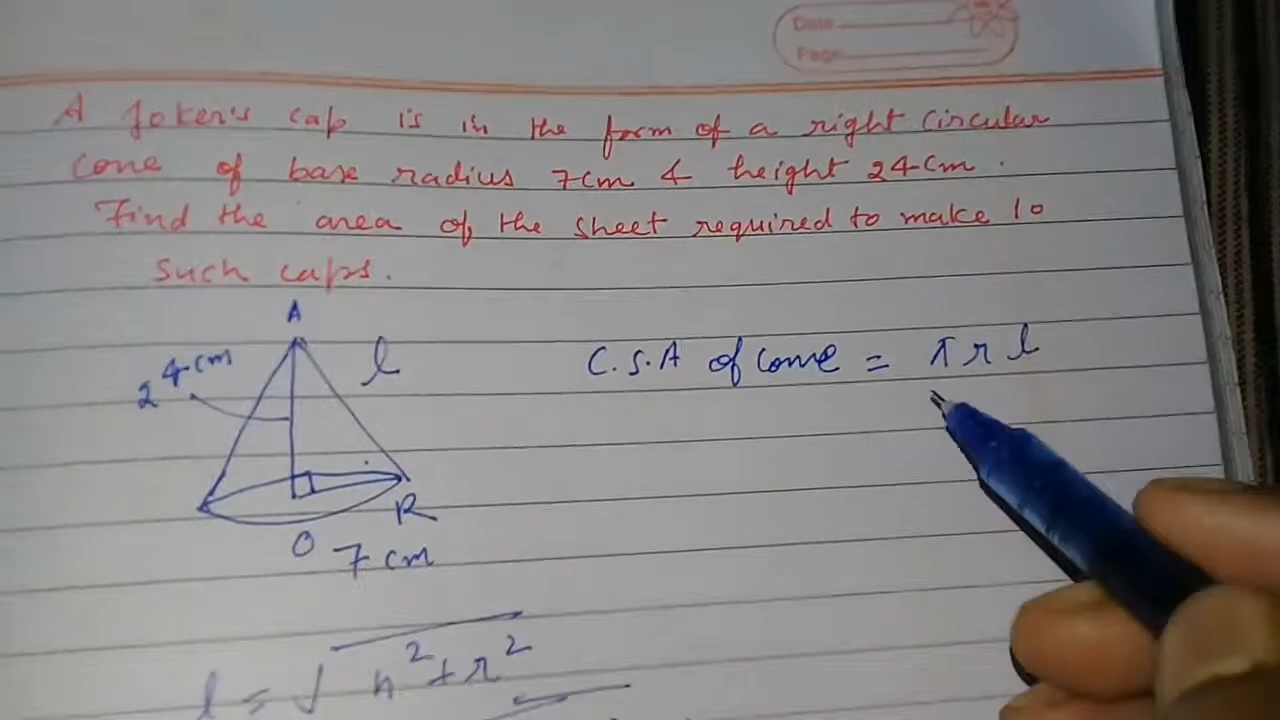 Date
Page
A Joker's cap is in the form of a right circular
cone of base radius 7cm & height 24cm.
Find the area of the sheet required to make 10
such caps.
A
24cm
l
C.S.A of cone = πrl
R
O 7 cm
l = √h²+r²